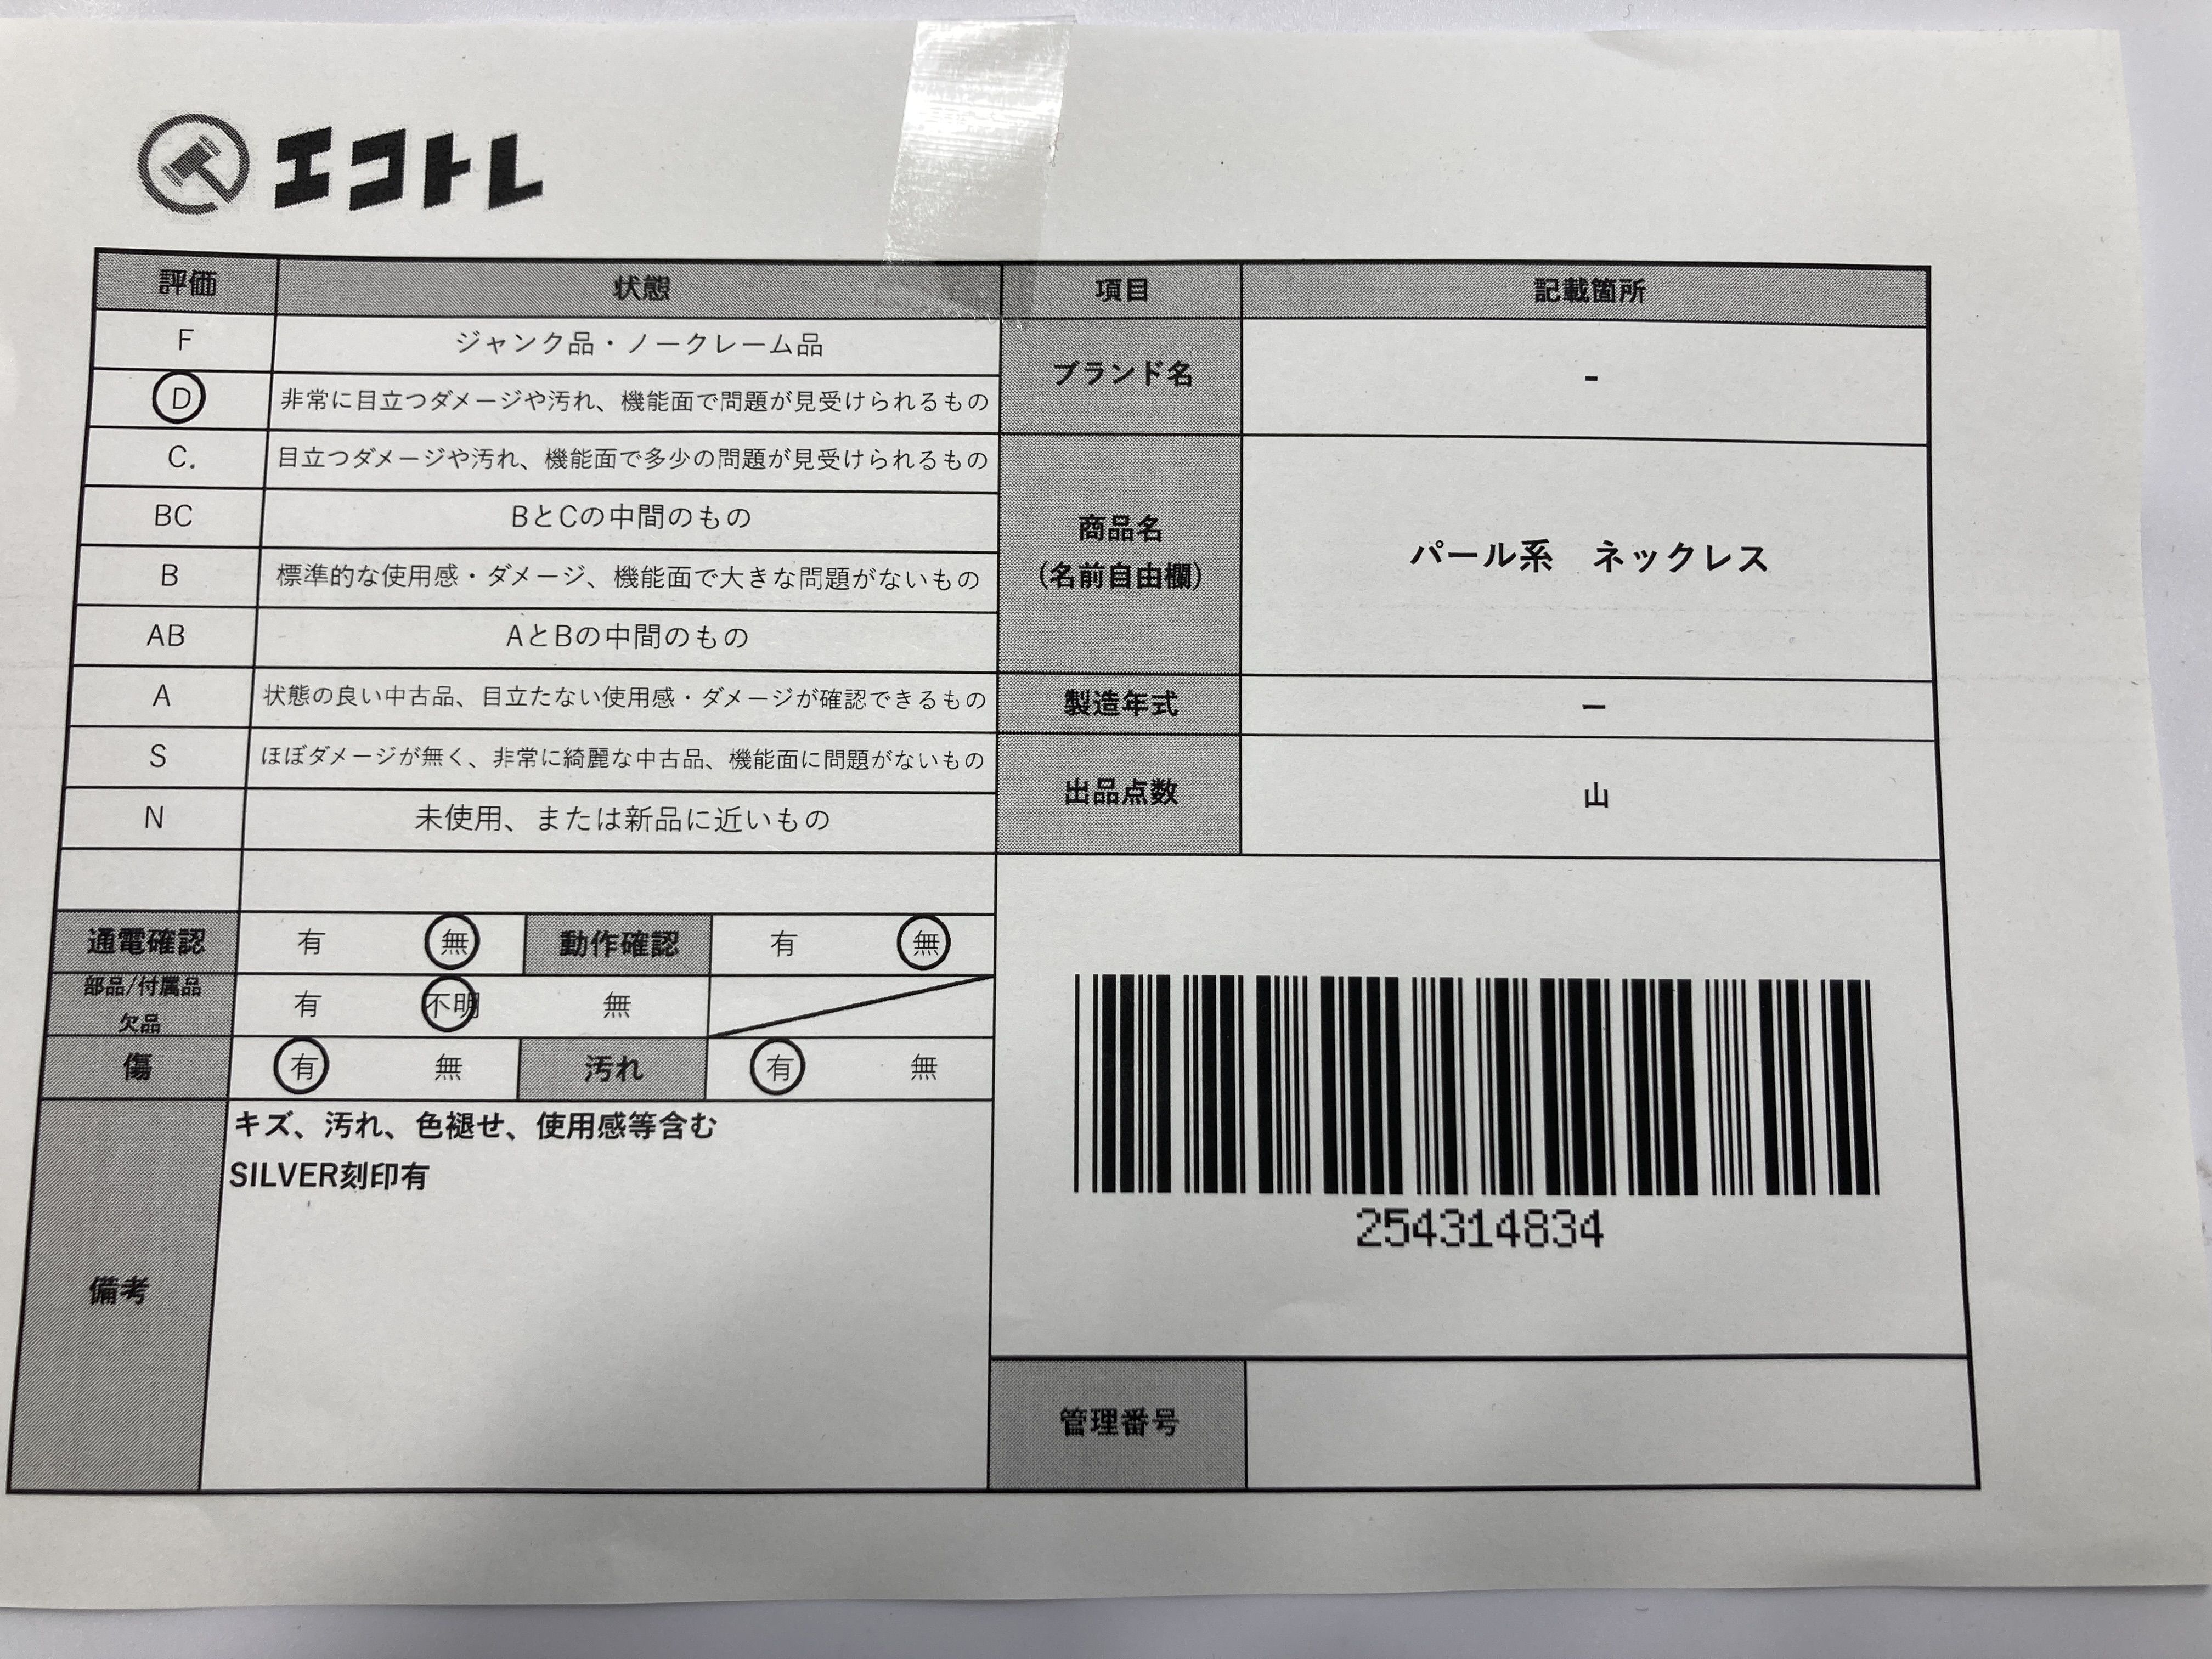 エコトレ
評価 状態 項目 記載箇所
F ジャンク品・ノークレーム品
D 非常に目立つダメージや汚れ、機能面で問題が見受けられるもの
ブランド名 -
C. 目立つダメージや汚れ、機能面で多少の問題が見受けられるもの
BC BとCの中間のもの
商品名
(名前自由欄)
パール系 ネックレス
B 標準的な使用感・ダメージ、機能面で大きな問題がないもの
AB AとBの中間のもの
A 状態の良い中古品、目立たない使用感・ダメージが確認できるもの
製造年式 ー
S ほぼダメージが無く、非常に綺麗な中古品、機能面に問題がないもの
出品点数 山
N 未使用、または新品に近いもの
通電確認 有 無 動作確認 有 無
部品/付属品
欠品
有 不明 無
傷 有 無 汚れ 有 無
備考
キズ、汚れ、色褪せ、使用感等含む
SILVER刻印有
254314834
管理番号